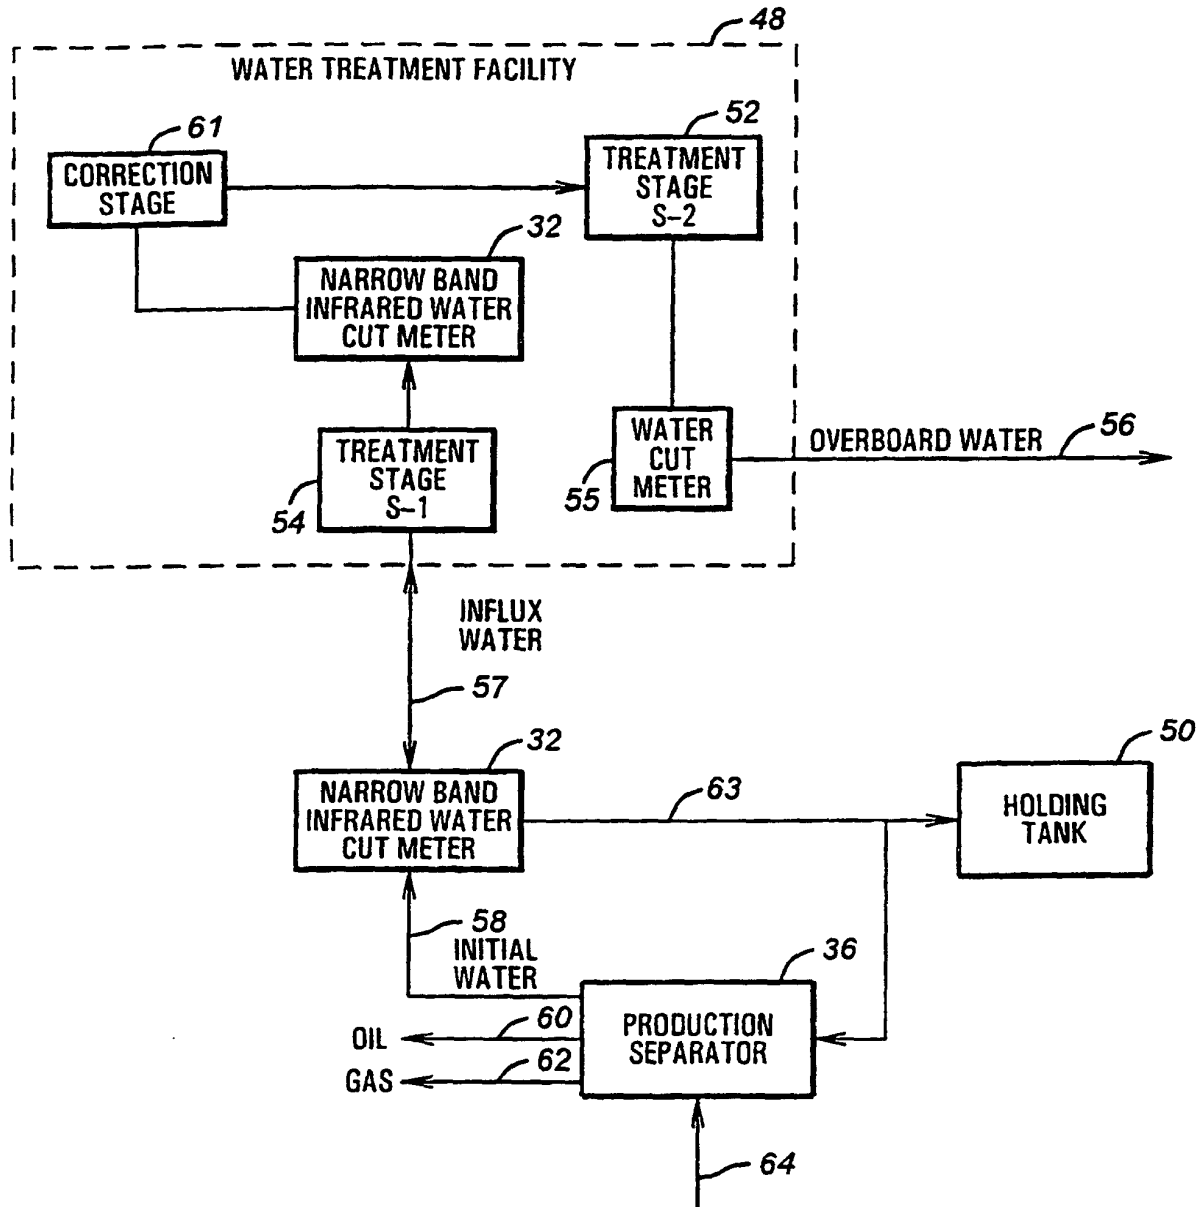 48
WATER TREATMENT FACILITY
61
CORRECTION
STAGE
52
TREATMENT
STAGE
S-2
32
NARROW BAND
INFRARED WATER
CUT METER
TREATMENT
STAGE
S-1
54
WATER
CUT
METER
55
OVERBOARD WATER
56
INFLUX
WATER
57
32
NARROW BAND
INFRARED WATER
CUT METER
63
50
HOLDING
TANK
58
INITIAL
WATER
36
PRODUCTION
SEPARATOR
OIL
60
GAS
62
64